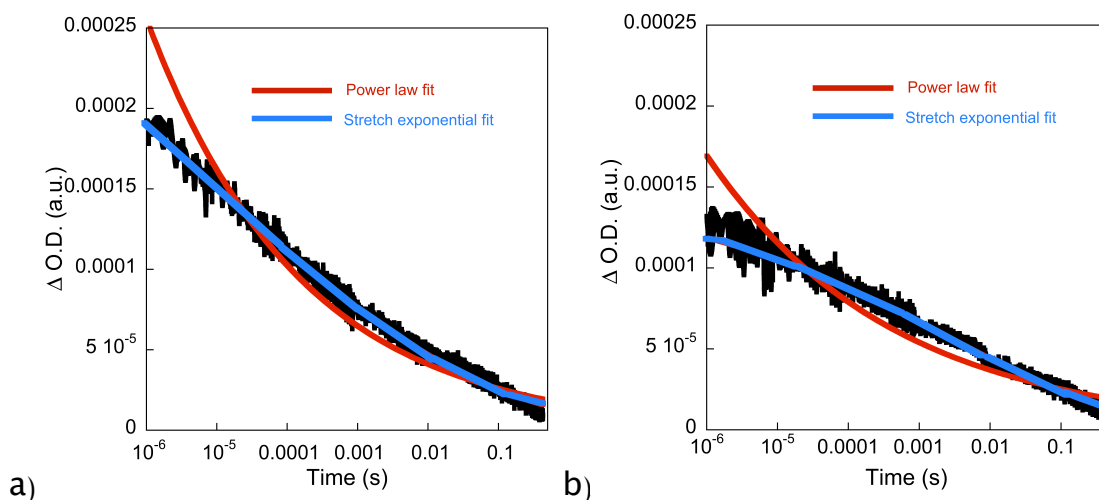 0.00025
0.0002
0.00015
0.0001
5 10-5
0
Δ O.D. (a.u.)
Power law fit
Stretch exponential fit
10-6
10-5
0.0001
0.001
0.01
0.1
Time (s)
a)
0.00025
0.0002
0.00015
0.0001
5 10-5
0
Δ O.D. (a.u.)
Power law fit
Stretch exponential fit
10-6
10-5
0.0001
0.001
0.01
0.1
Time (s)
b)